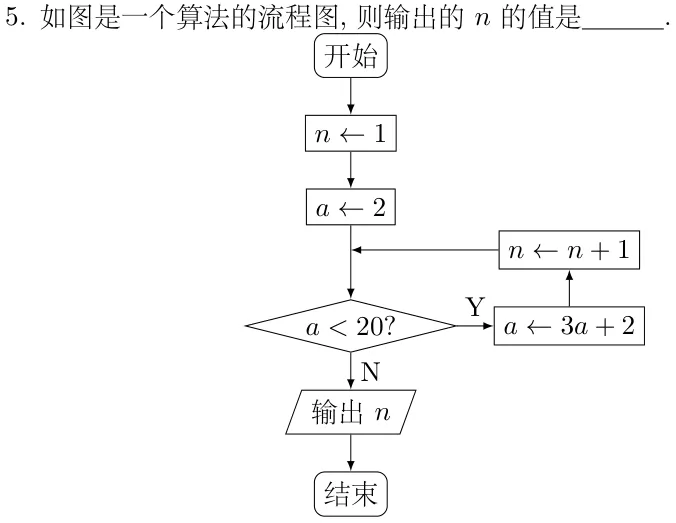 5. 如图是一个算法的流程图, 则输出的 n 的值是______.
开始
n ← 1
a ← 2
n ← n + 1
a < 20?
Y
a ← 3a + 2
N
输出 n
结束